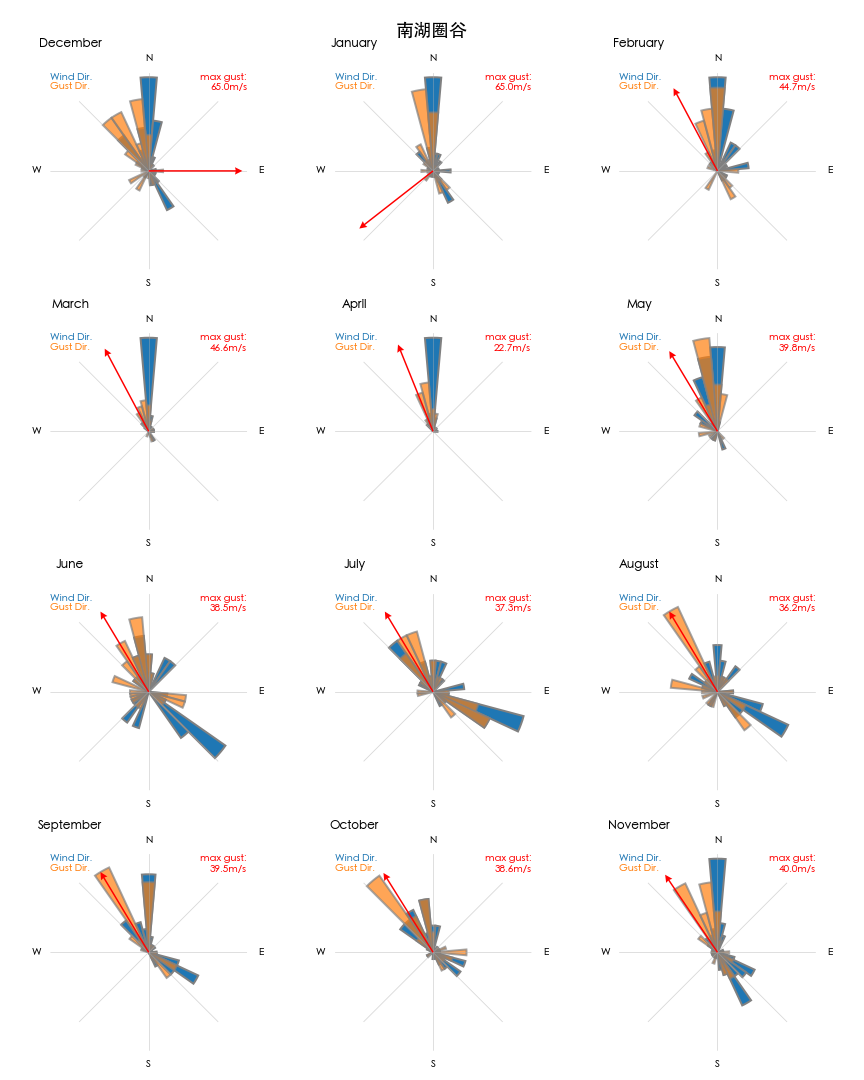 南湖圈谷
December
January
February
N
Wind Dir.
Gust Dir.
max gust:
65.0m/s
W
E
S
N
Wind Dir.
Gust Dir.
max gust:
65.0m/s
W
E
S
N
Wind Dir.
Gust Dir.
max gust:
44.7m/s
W
E
S
March
April
May
N
Wind Dir.
Gust Dir.
max gust:
46.6m/s
W
E
S
N
Wind Dir.
Gust Dir.
max gust:
22.7m/s
W
E
S
N
Wind Dir.
Gust Dir.
max gust:
39.8m/s
W
E
S
June
July
August
N
Wind Dir.
Gust Dir.
max gust:
38.5m/s
W
E
S
N
Wind Dir.
Gust Dir.
max gust:
37.3m/s
W
E
S
N
Wind Dir.
Gust Dir.
max gust:
36.2m/s
W
E
S
September
October
November
N
Wind Dir.
Gust Dir.
max gust:
39.5m/s
W
E
S
N
Wind Dir.
Gust Dir.
max gust:
38.6m/s
W
E
S
N
Wind Dir.
Gust Dir.
max gust:
40.0m/s
W
E
S